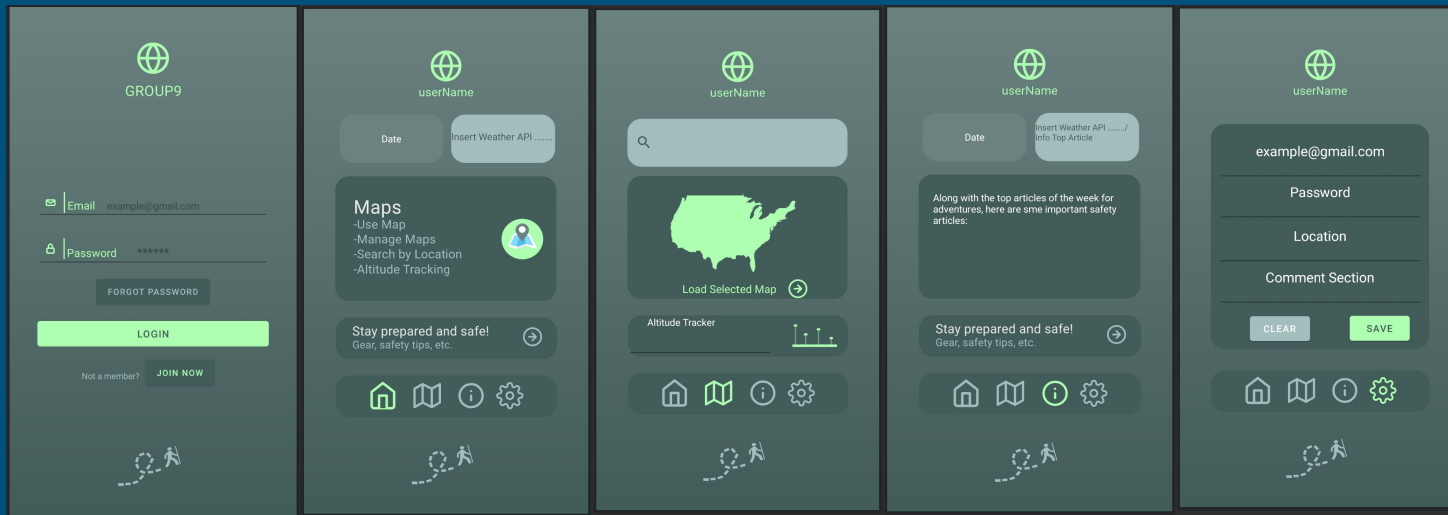 GROUP9
Email example@gmail.com
Password ******
FORGOT PASSWORD
LOGIN
Not a member? JOIN NOW
userName
Date
Insert Weather API ........
Maps
-Use Map
-Manage Maps
-Search by Location
-Altitude Tracking
Stay prepared and safe!
Gear, safety tips, etc.
userName
Load Selected Map
Altitude Tracker
userName
Date
Insert Weather API ......../
Info Top Article
Along with the top articles of the week for
adventures, here are sme important safety
articles:
Stay prepared and safe!
Gear, safety tips, etc.
userName
example@gmail.com
Password
Location
Comment Section
CLEAR
SAVE